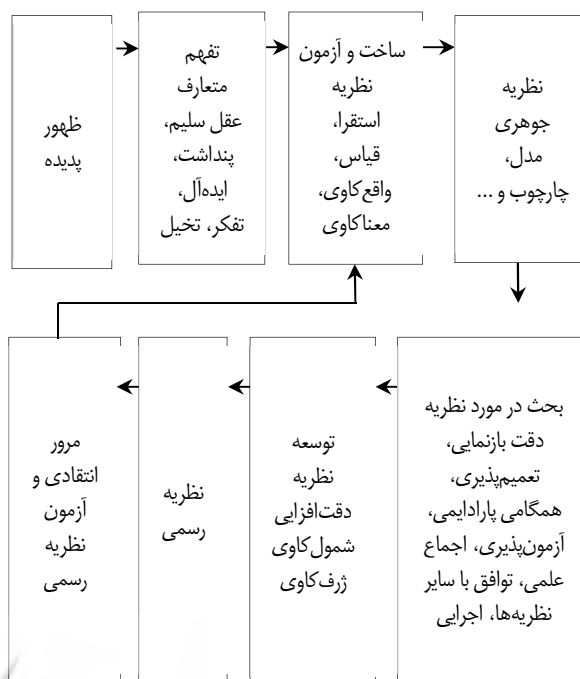 ظهور
پدیده
تفهم
متعارف
عقل سلیم،
پنداشت،
ایده‌آل،
تفکر، تخیل
ساخت و آزمون
نظریه
استقرا،
قیاس،
واقع‌کاوی،
معناکاوی
نظریه
جوهری
مدل،
چارچوب و ...
بحث در مورد نظریه
دقت بازنمایی،
تعمیم‌پذیری،
همگامی پارادایمی،
آزمون‌پذیری، اجماع
علمی، توافق با سایر
نظریه‌ها، اجرایی
توسعه
نظریه
دقت‌افزایی
شمول‌کاوی
ژرف‌کاوی
نظریه
رسمی
مرور
انتقادی و
آزمون
نظریه
رسمی